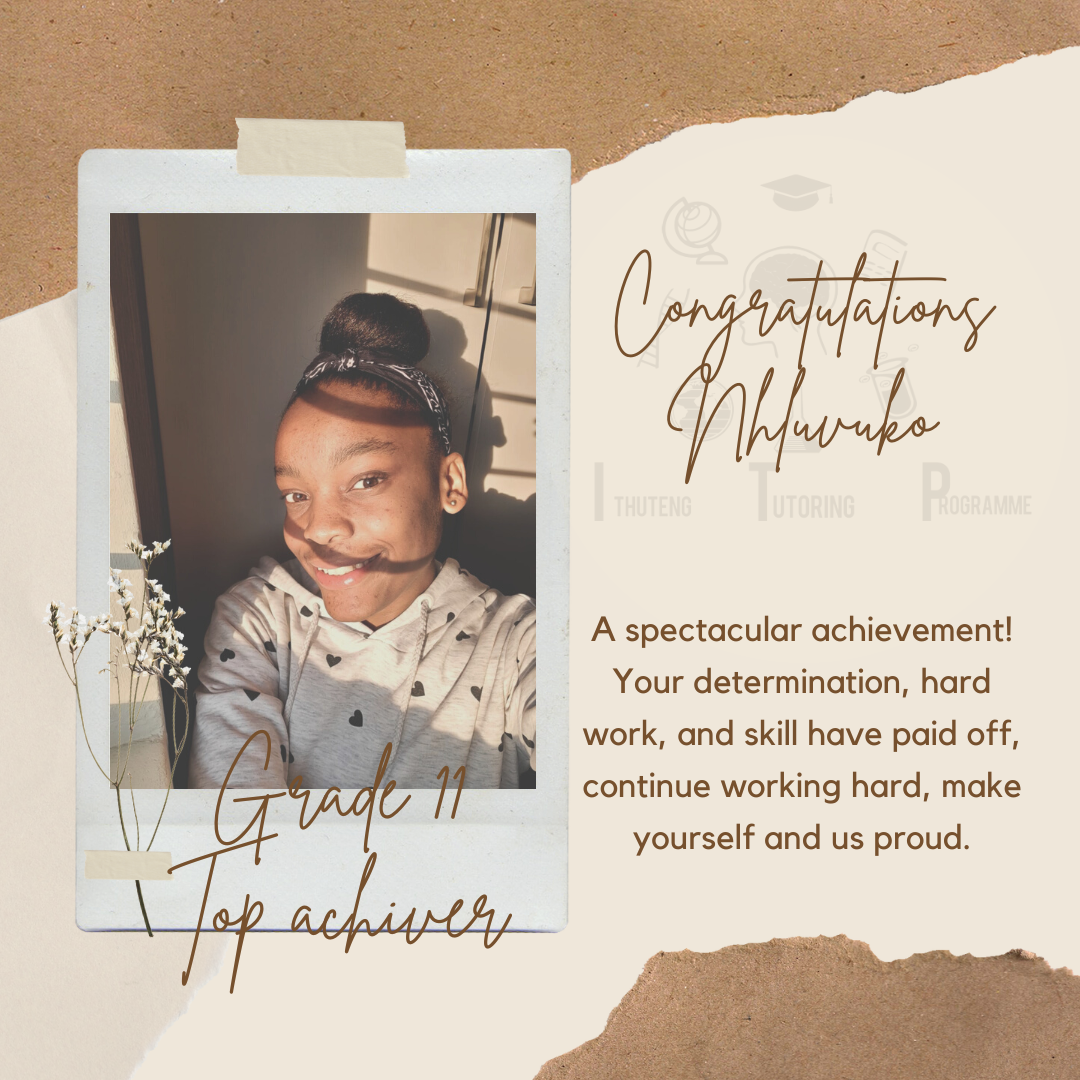 Congratulations
Nhluvuko
ITHUTENG TUTORING PROGRAMME
A spectacular achievement!
Your determination, hard
work, and skill have paid off,
continue working hard, make
yourself and us proud.
Grade 11
Top achiver